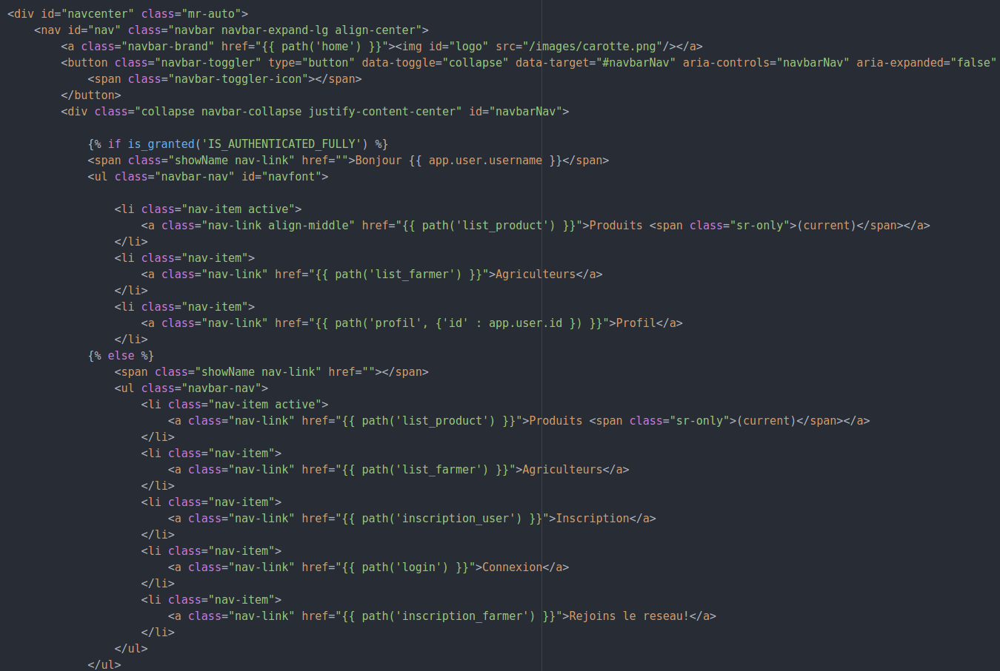 <div id="navcenter" class="mr-auto">
    <nav id="nav" class="navbar navbar-expand-lg align-center">
        <a class="navbar-brand" href="{{ path('home') }}"><img id="logo" src="/images/carotte.png"/></a>
        <button class="navbar-toggler" type="button" data-toggle="collapse" data-target="#navbarNav" aria-controls="navbarNav" aria-expanded="false"
            <span class="navbar-toggler-icon"></span>
        </button>
        <div class="collapse navbar-collapse justify-content-center" id="navbarNav">

            {% if is_granted('IS_AUTHENTICATED_FULLY') %}
            <span class="showName nav-link" href="">Bonjour {{ app.user.username }}</span>
            <ul class="navbar-nav" id="navfont">

                <li class="nav-item active">
                    <a class="nav-link align-middle" href="{{ path('list_product') }}">Produits <span class="sr-only">(current)</span></a>
                </li>
                <li class="nav-item">
                    <a class="nav-link" href="{{ path('list_farmer') }}">Agriculteurs</a>
                </li>
                <li class="nav-item">
                    <a class="nav-link" href="{{ path('profil', {'id' : app.user.id }) }}">Profil</a>
                </li>
            {% else %}
                <span class="showName nav-link" href=""></span>
                <ul class="navbar-nav">
                    <li class="nav-item active">
                        <a class="nav-link" href="{{ path('list_product') }}">Produits <span class="sr-only">(current)</span></a>
                    </li>
                    <li class="nav-item">
                        <a class="nav-link" href="{{ path('list_farmer') }}">Agriculteurs</a>
                    </li>
                    <li class="nav-item">
                        <a class="nav-link" href="{{ path('inscription_user') }}">Inscription</a>
                    </li>
                    <li class="nav-item">
                        <a class="nav-link" href="{{ path('login') }}">Connexion</a>
                    </li>
                    <li class="nav-item">
                        <a class="nav-link" href="{{ path('inscription_farmer') }}">Rejoins le reseau!</a>
                    </li>
                </ul>
            </ul>